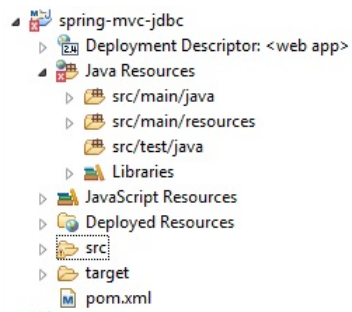 spring-mvc-jdbc
Deployment Descriptor: <web app>
Java Resources
src/main/java
src/main/resources
src/test/java
Libraries
JavaScript Resources
Deployed Resources
src
target
pom.xml